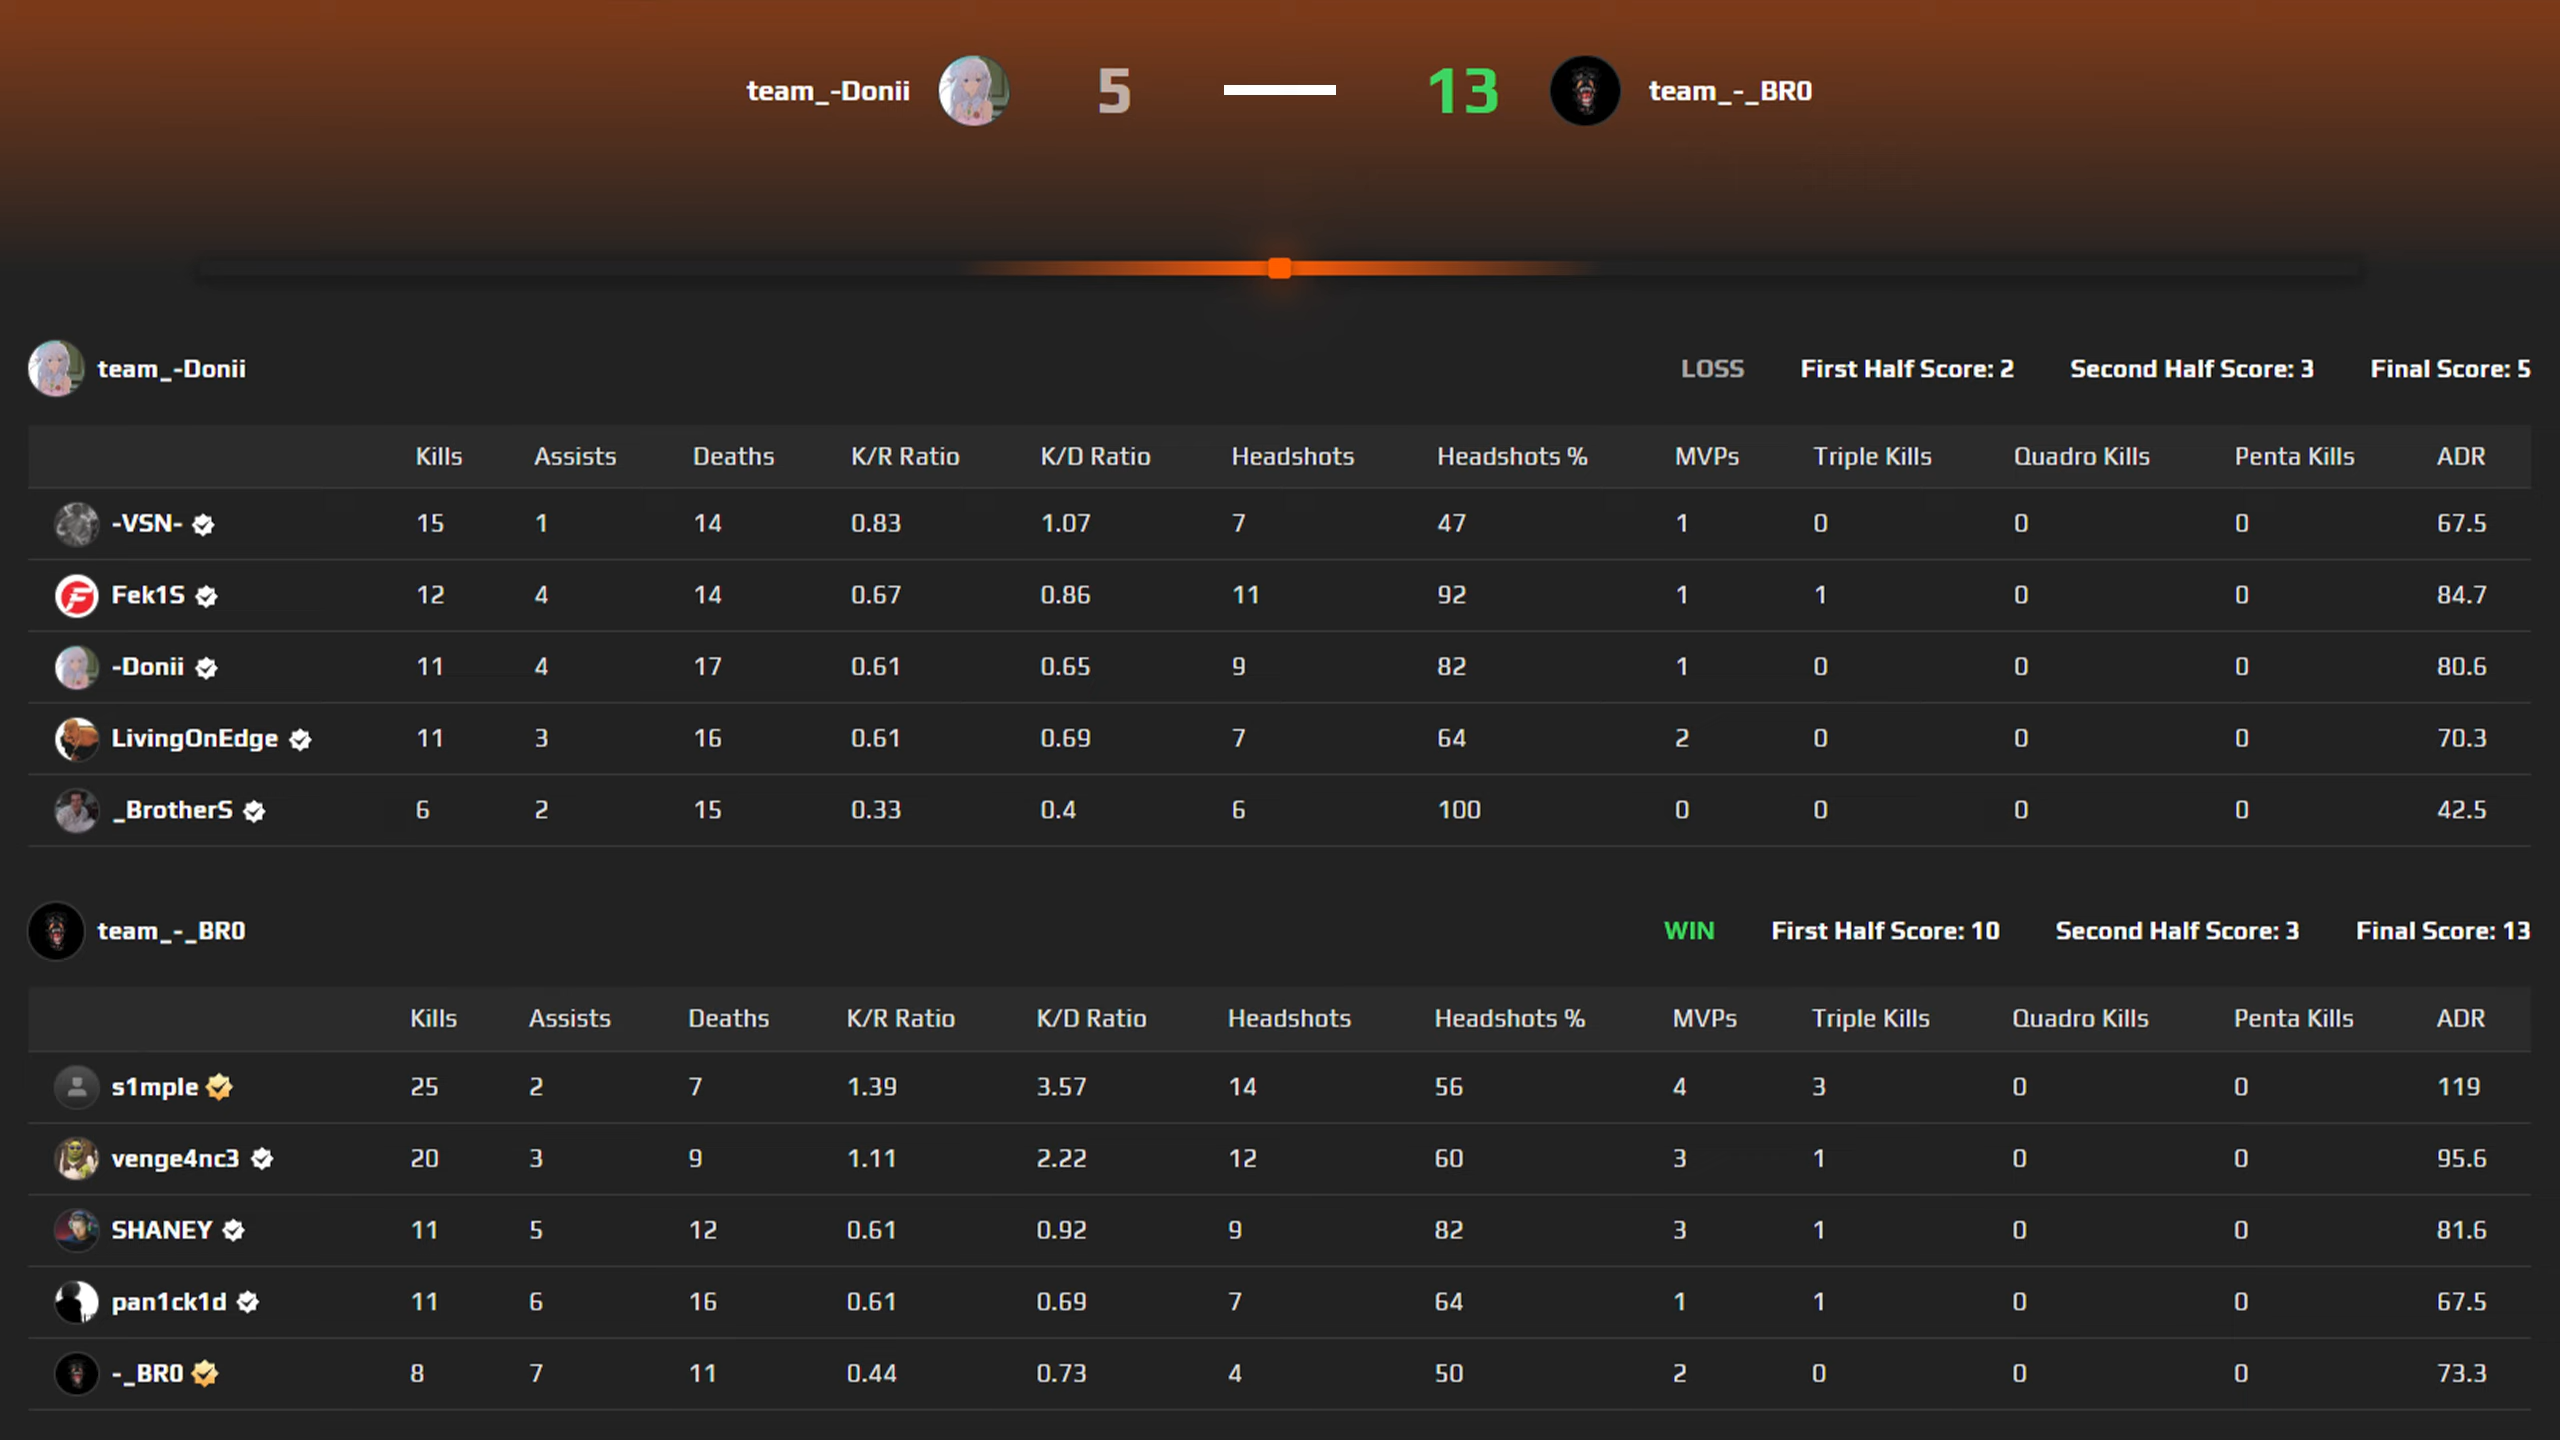 team_-Donii 5 13 team_-_BR0
team_-Donii LOSS First Half Score: 2 Second Half Score: 3 Final Score: 5
Kills Assists Deaths K/R Ratio K/D Ratio Headshots Headshots % MVPs Triple Kills Quadro Kills Penta Kills ADR
-VSN- 15 1 14 0.83 1.07 7 47 1 0 0 0 67.5
Fek1S 12 4 14 0.67 0.86 11 92 1 1 0 0 84.7
-Donii 11 4 17 0.61 0.65 9 82 1 0 0 0 80.6
LivingOnEdge 11 3 16 0.61 0.69 7 64 2 0 0 0 70.3
_BrotherS 6 2 15 0.33 0.4 6 100 0 0 0 0 42.5
team_-_BR0 WIN First Half Score: 10 Second Half Score: 3 Final Score: 13
Kills Assists Deaths K/R Ratio K/D Ratio Headshots Headshots % MVPs Triple Kills Quadro Kills Penta Kills ADR
s1mple 25 2 7 1.39 3.57 14 56 4 3 0 0 119
venge4nc3 20 3 9 1.11 2.22 12 60 3 1 0 0 95.6
SHANEY 11 5 12 0.61 0.92 9 82 3 1 0 0 81.6
pan1ck1d 11 6 16 0.61 0.69 7 64 1 1 0 0 67.5
-_BR0 8 7 11 0.44 0.73 4 50 2 0 0 0 73.3